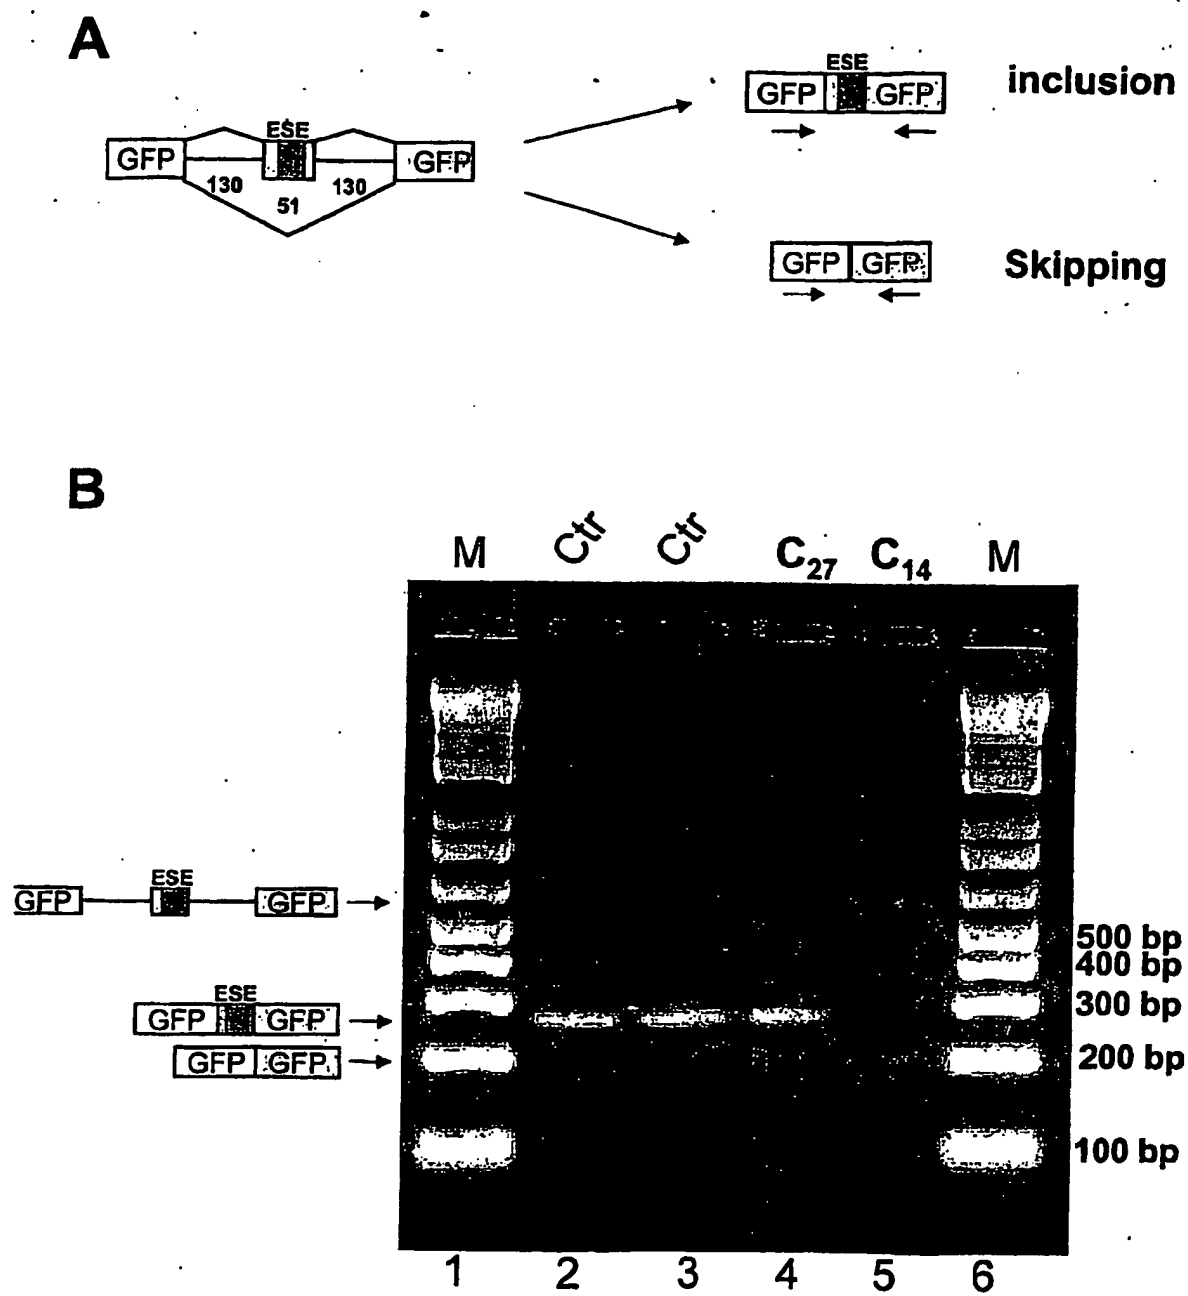 A
ESE
GFP GFP
inclusion
ESE
GFP GFP
130 130
51
GFP GFP
Skipping
B
M Ctr Ctr C27 C14 M
ESE
GFP GFP
500 bp
400 bp
ESE
GFP GFP
300 bp
GFP GFP
200 bp
100 bp
1 2 3 4 5 6